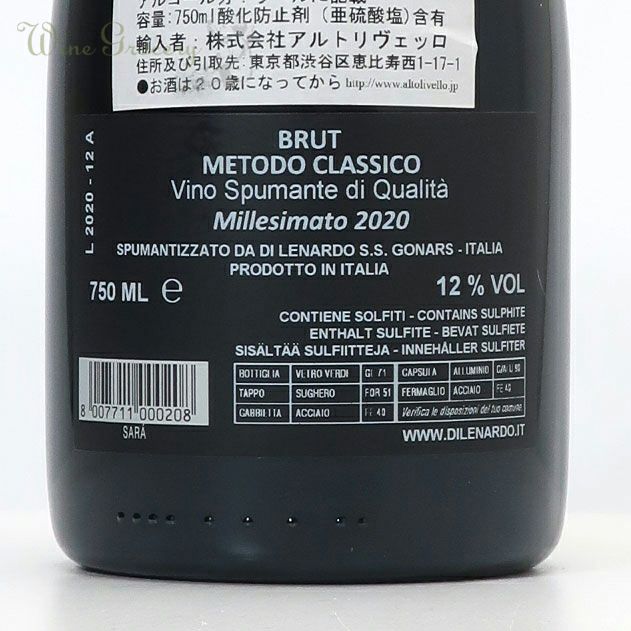 Wine Grocery
容量:750ml 酸化防止剤（亜硫酸塩)含有
輸入者：株式会社アルトリヴェッロ
住所及び引取先：東京都渋谷区恵比寿西1-17-1
●お酒は２０歳になってから http://www.altolivello.jp
L 2020 - 12 A
BRUT
METODO CLASSICO
Vino Spumante di Qualità
Millesimato 2020
SPUMANTIZZATO DA DI LENARDO S.S. GONARS - ITALIA
PRODOTTO IN ITALIA
750 ML ℮ 12 % VOL
CONTIENE SOLFITI - CONTAINS SULPHITE
ENTHALT SULFITE - BEVAT SULFIETE
SISÄLTÄÄ SULFIITTEJA - INNEHÅLLER SULFITER
BOTTIGLIA VETRO VERDI GL 71 CAPSULA ALLUMINIO C/ALU 90
TAPPO SUGHERO FOR 51 FERMAGLIO ACCIAIO FE 40
GABBIETTA ACCIAIO FE 40 Verifica le disposizioni del tuo comune.
8 007711 000208
SARÁ
WWW.DILENARDO.IT